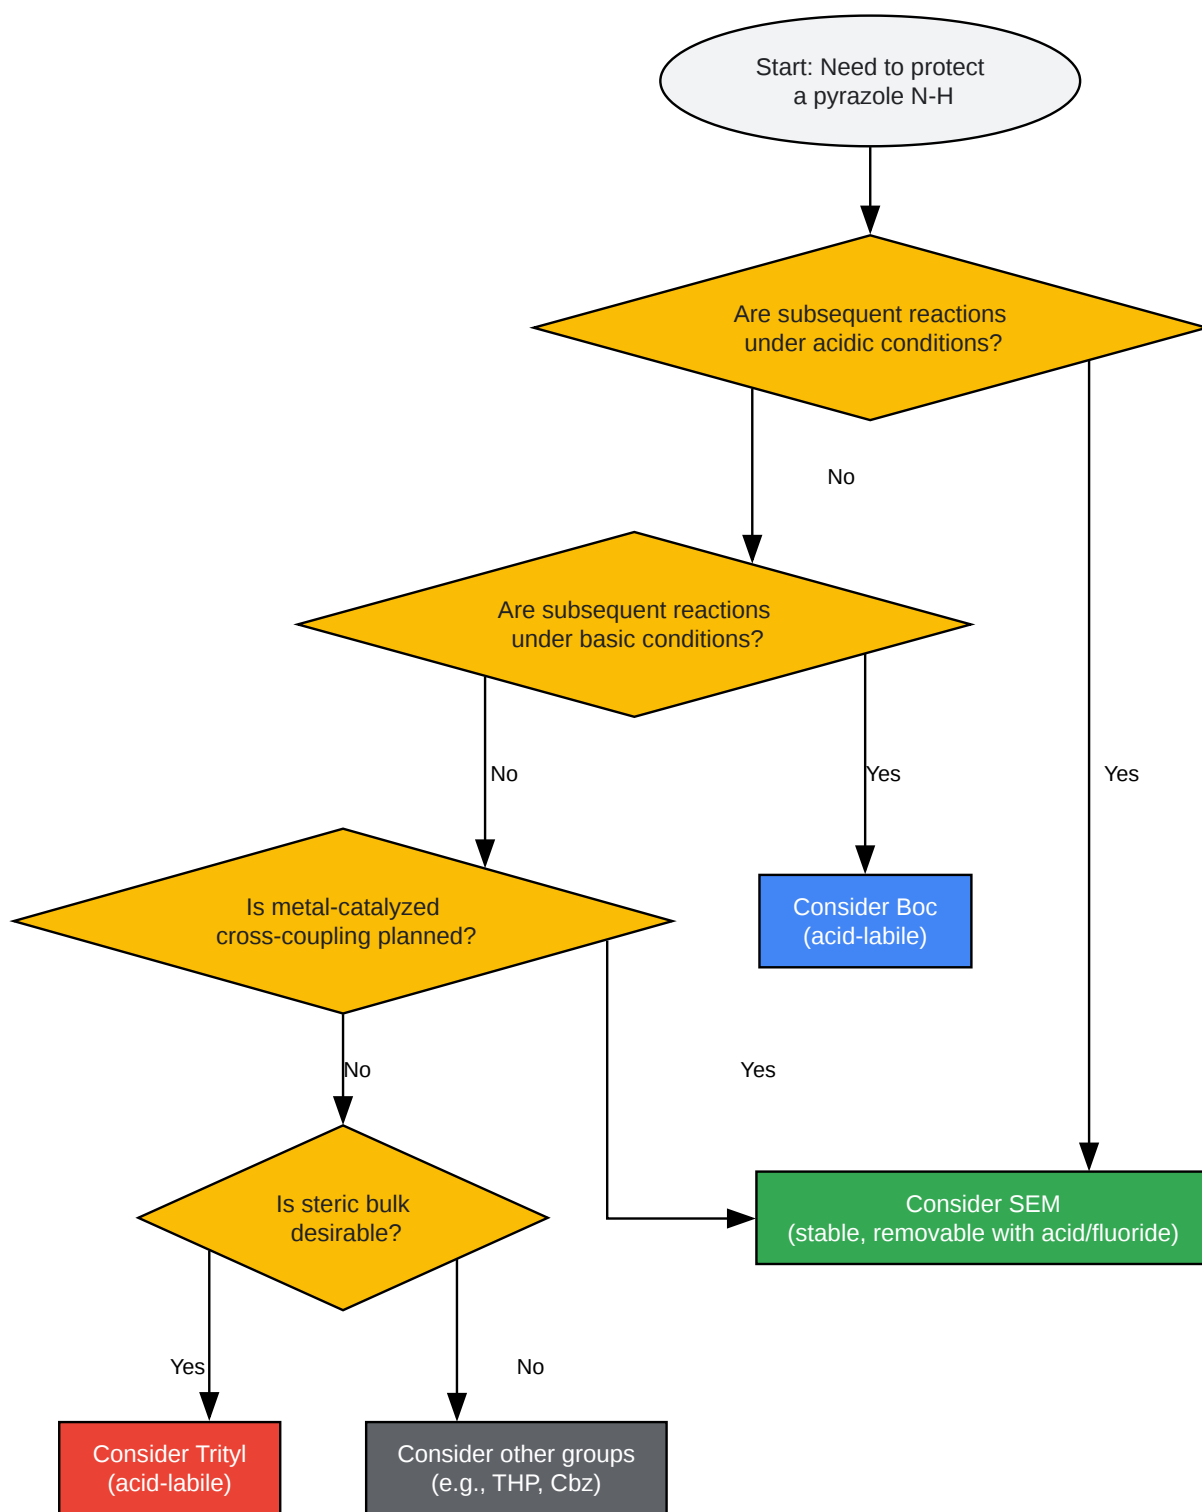 Start: Need to protect
a pyrazole N-H
Are subsequent reactions
under acidic conditions?
No
Are subsequent reactions
under basic conditions?
No
Yes
Yes
Is metal-catalyzed
cross-coupling planned?
Consider Boc
(acid-labile)
No
Yes
Is steric bulk
desirable?
Consider SEM
(stable, removable with acid/fluoride)
Yes
No
Consider Trityl
(acid-labile)
Consider other groups
(e.g., THP, Cbz)